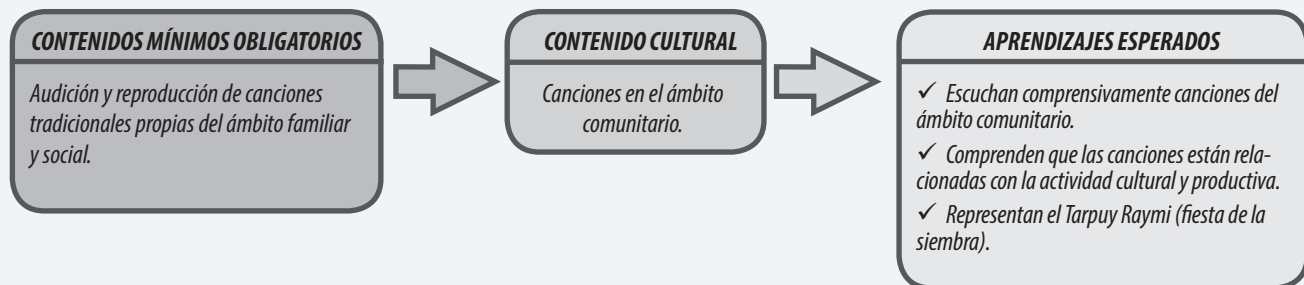 CONTENIDOS MÍNIMOS OBLIGATORIOS
Audición y reproducción de canciones
tradicionales propias del ámbito familiar
y social.
CONTENIDO CULTURAL
Canciones en el ámbito
comunitario.
APRENDIZAJES ESPERADOS
✓ Escuchan comprensivamente canciones del
ámbito comunitario.
✓ Comprenden que las canciones están rela-
cionadas con la actividad cultural y productiva.
✓ Representan el Tarpuy Raymi (fiesta de la
siembra).